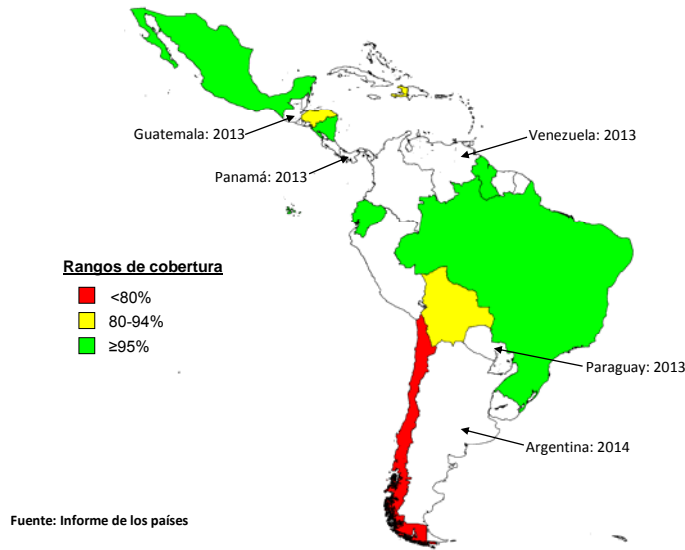 Guatemala: 2013
Venezuela: 2013
Panamá: 2013
Rangos de cobertura
<80%
80-94%
≥95%
Paraguay: 2013
Argentina: 2014
Fuente: Informe de los países